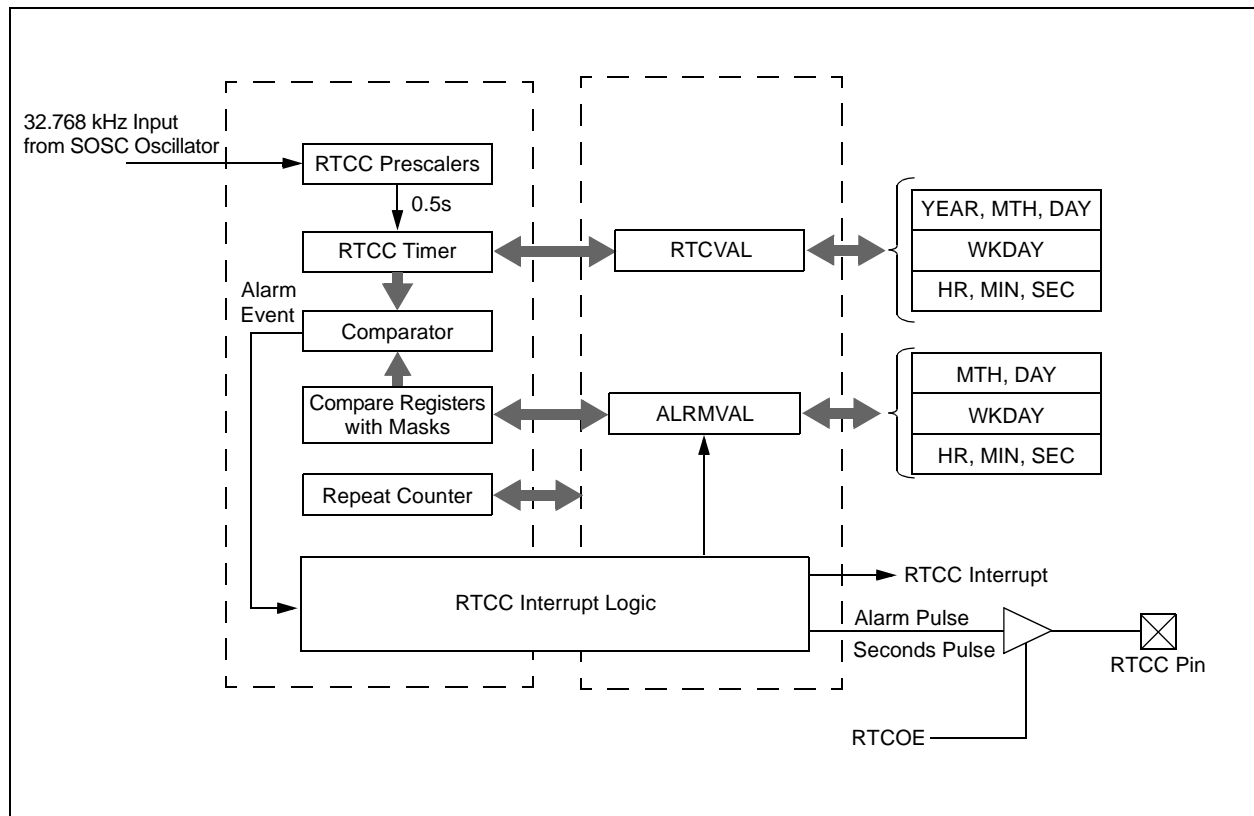 32.768 kHz Input
from SOSC Oscillator
RTCC Prescalers
0.5s
RTCC Timer
RTCVAL
YEAR, MTH, DAY
WKDAY
HR, MIN, SEC
Alarm
Event
Comparator
Compare Registers
with Masks
ALRMVAL
MTH, DAY
WKDAY
HR, MIN, SEC
Repeat Counter
RTCC Interrupt Logic
RTCC Interrupt
Alarm Pulse
Seconds Pulse
RTCC Pin
RTCOE